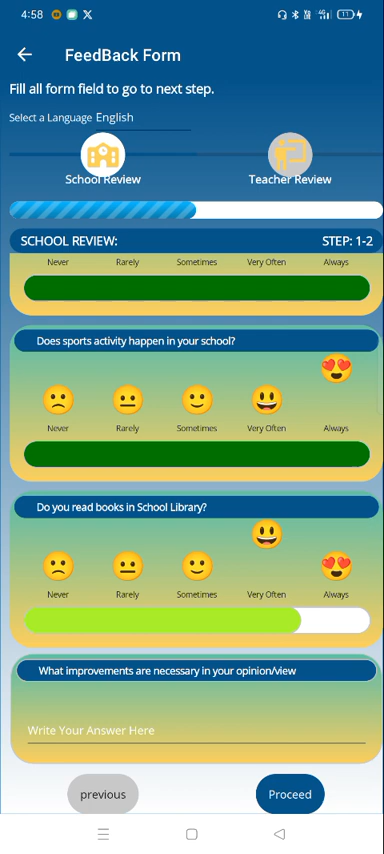 4:58
4G
11
FeedBack Form
Fill all form field to go to next step.
Select a Language English
School Review
Teacher Review
SCHOOL REVIEW: STEP: 1-2
Never Rarely Sometimes Very Often Always
Does sports activity happen in your school?
Never Rarely Sometimes Very Often Always
Do you read books in School Library?
Never Rarely Sometimes Very Often Always
What improvements are necessary in your opinion/view
Write Your Answer Here
previous Proceed